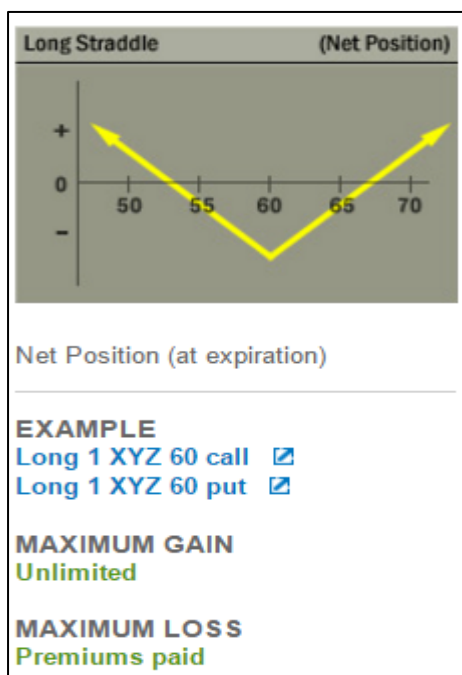 Long Straddle (Net Position)
+
0
50 55 60 65 70
-
Net Position (at expiration)
EXAMPLE
Long 1 XYZ 60 call
Long 1 XYZ 60 put
MAXIMUM GAIN
Unlimited
MAXIMUM LOSS
Premiums paid